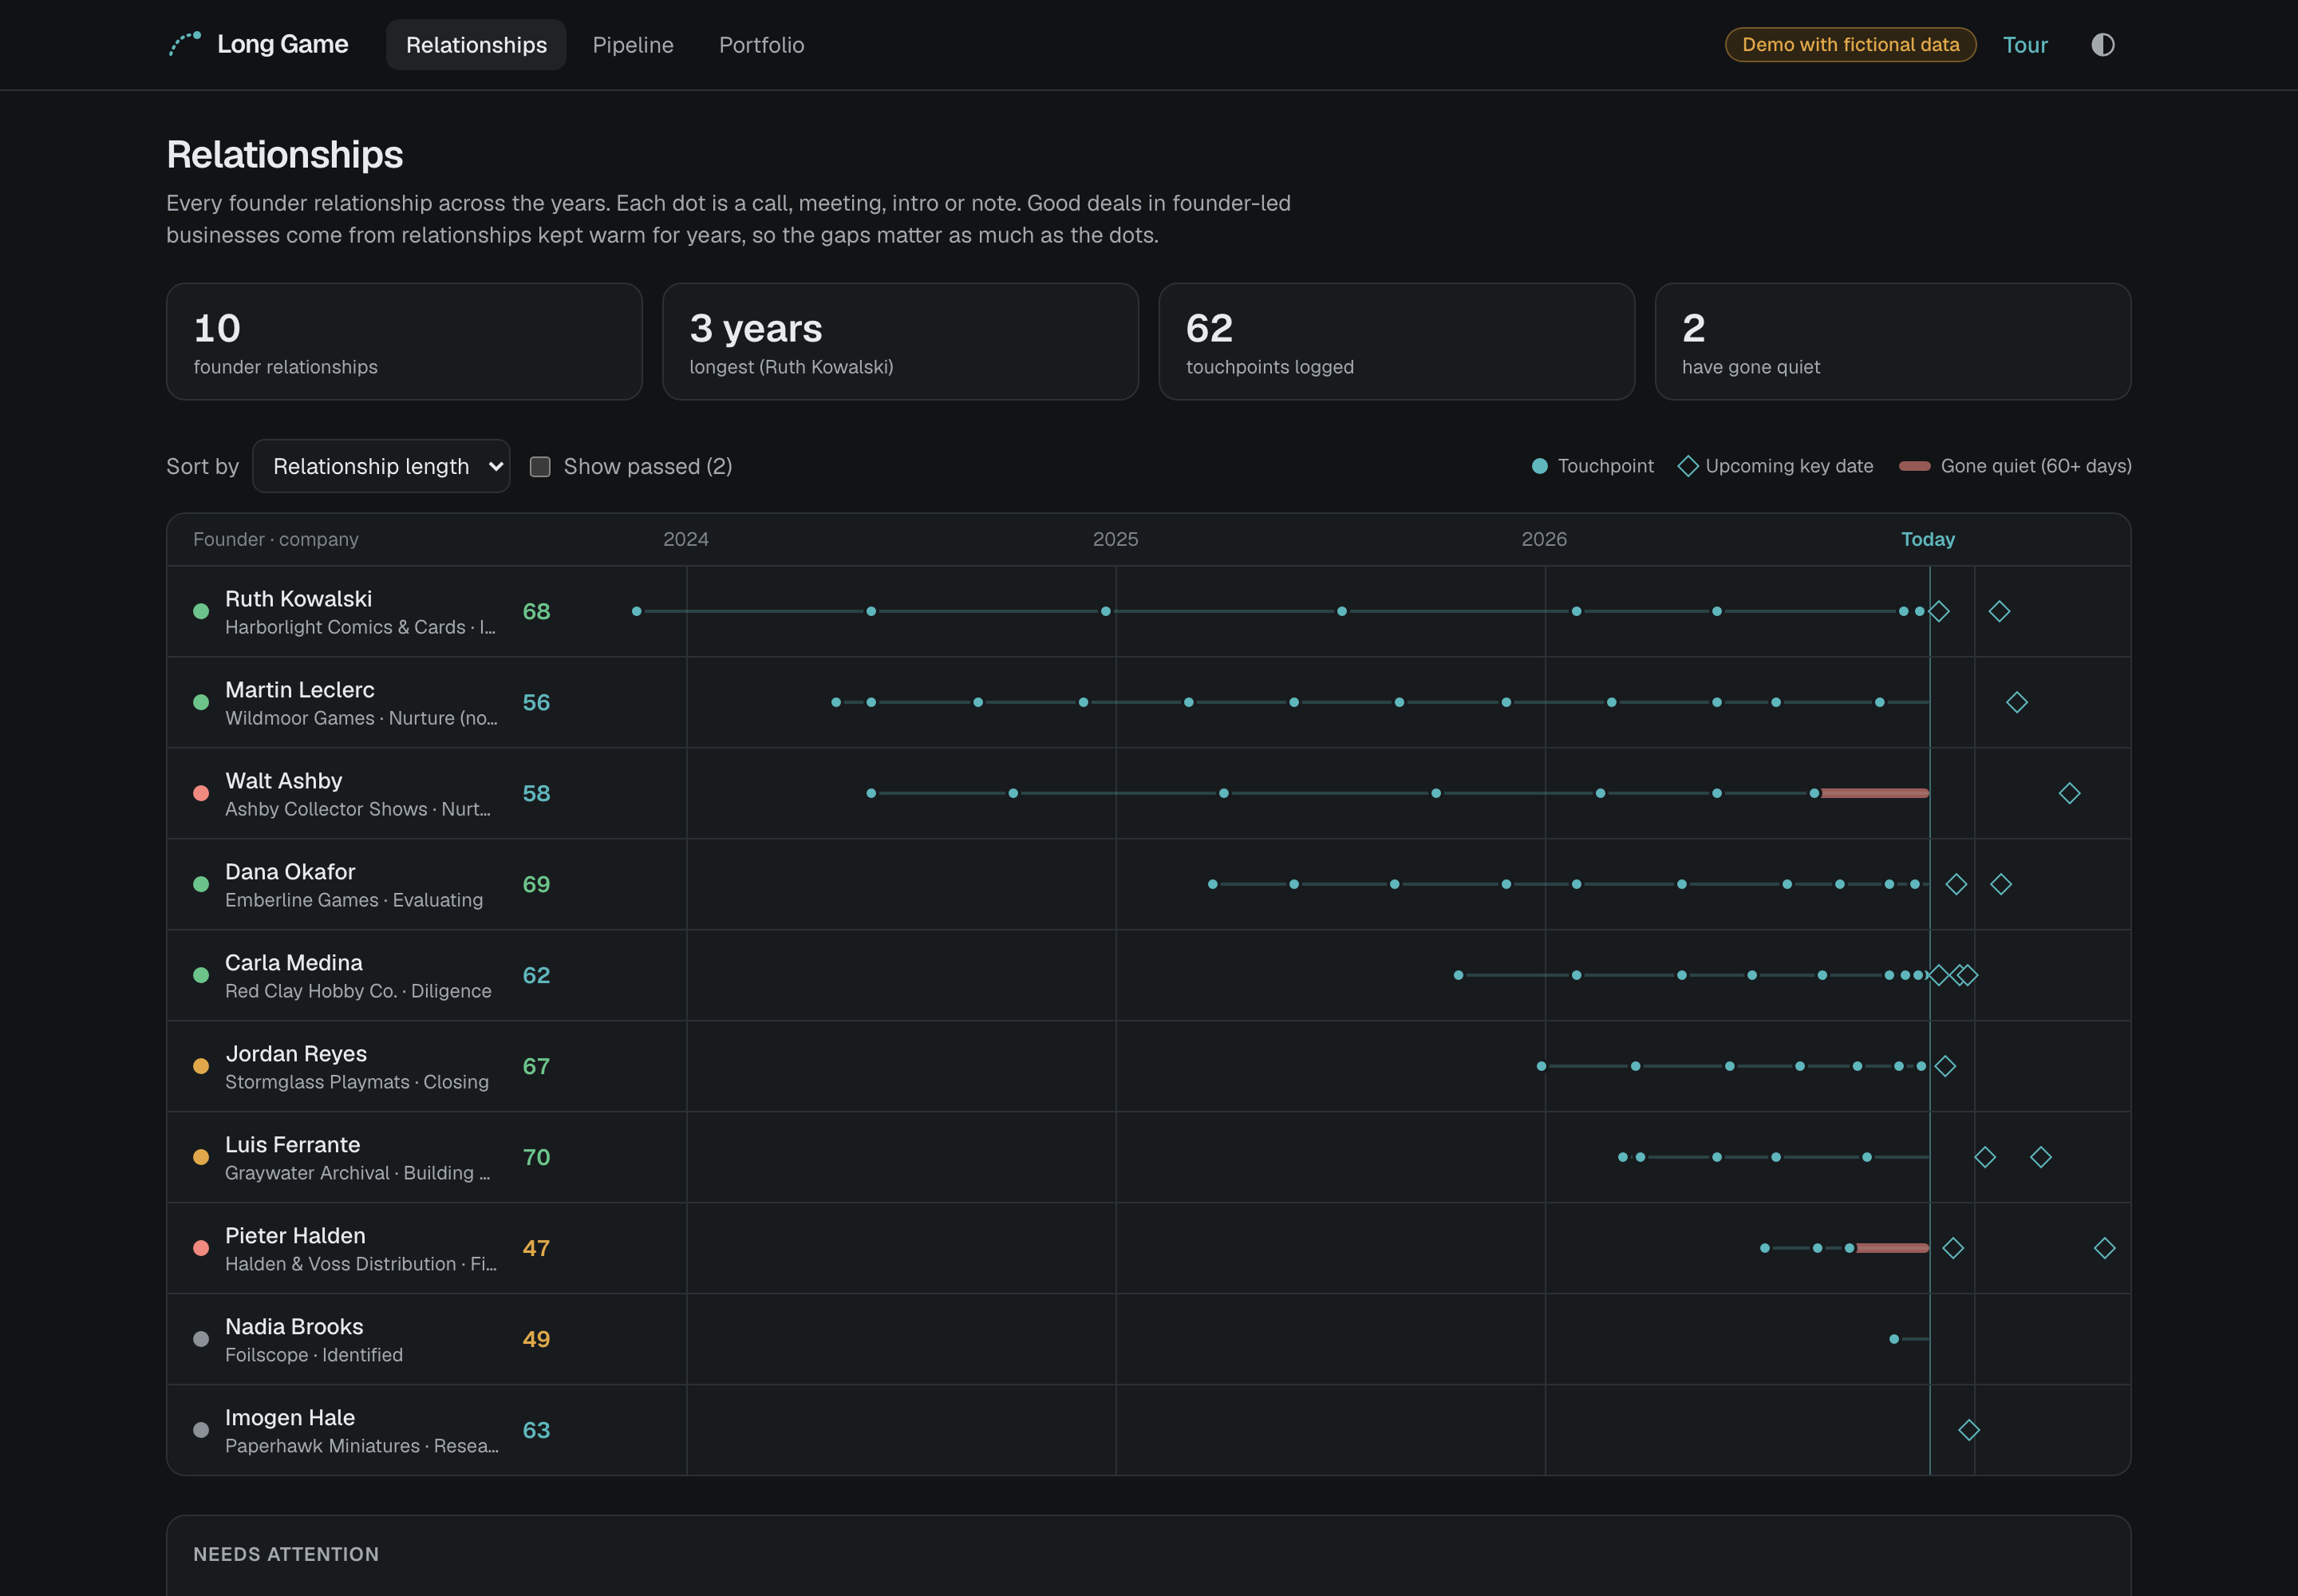 Long Game
Relationships
Pipeline
Portfolio
Demo with fictional data
Tour
Relationships
Every founder relationship across the years. Each dot is a call, meeting, intro or note. Good deals in founder-led
businesses come from relationships kept warm for years, so the gaps matter as much as the dots.
10
founder relationships
3 years
longest (Ruth Kowalski)
62
touchpoints logged
2
have gone quiet
Sort by
Relationship length
Show passed (2)
Touchpoint
Upcoming key date
Gone quiet (60+ days)
Founder · company
2024
2025
2026
Today
Ruth Kowalski
Harborlight Comics & Cards · I...
68
Martin Leclerc
Wildmoor Games · Nurture (no...
56
Walt Ashby
Ashby Collector Shows · Nurt...
58
Dana Okafor
Emberline Games · Evaluating
69
Carla Medina
Red Clay Hobby Co. · Diligence
62
Jordan Reyes
Stormglass Playmats · Closing
67
Luis Ferrante
Graywater Archival · Building ...
70
Pieter Halden
Halden & Voss Distribution · Fi...
47
Nadia Brooks
Foilscope · Identified
49
Imogen Hale
Paperhawk Miniatures · Resea...
63
NEEDS ATTENTION